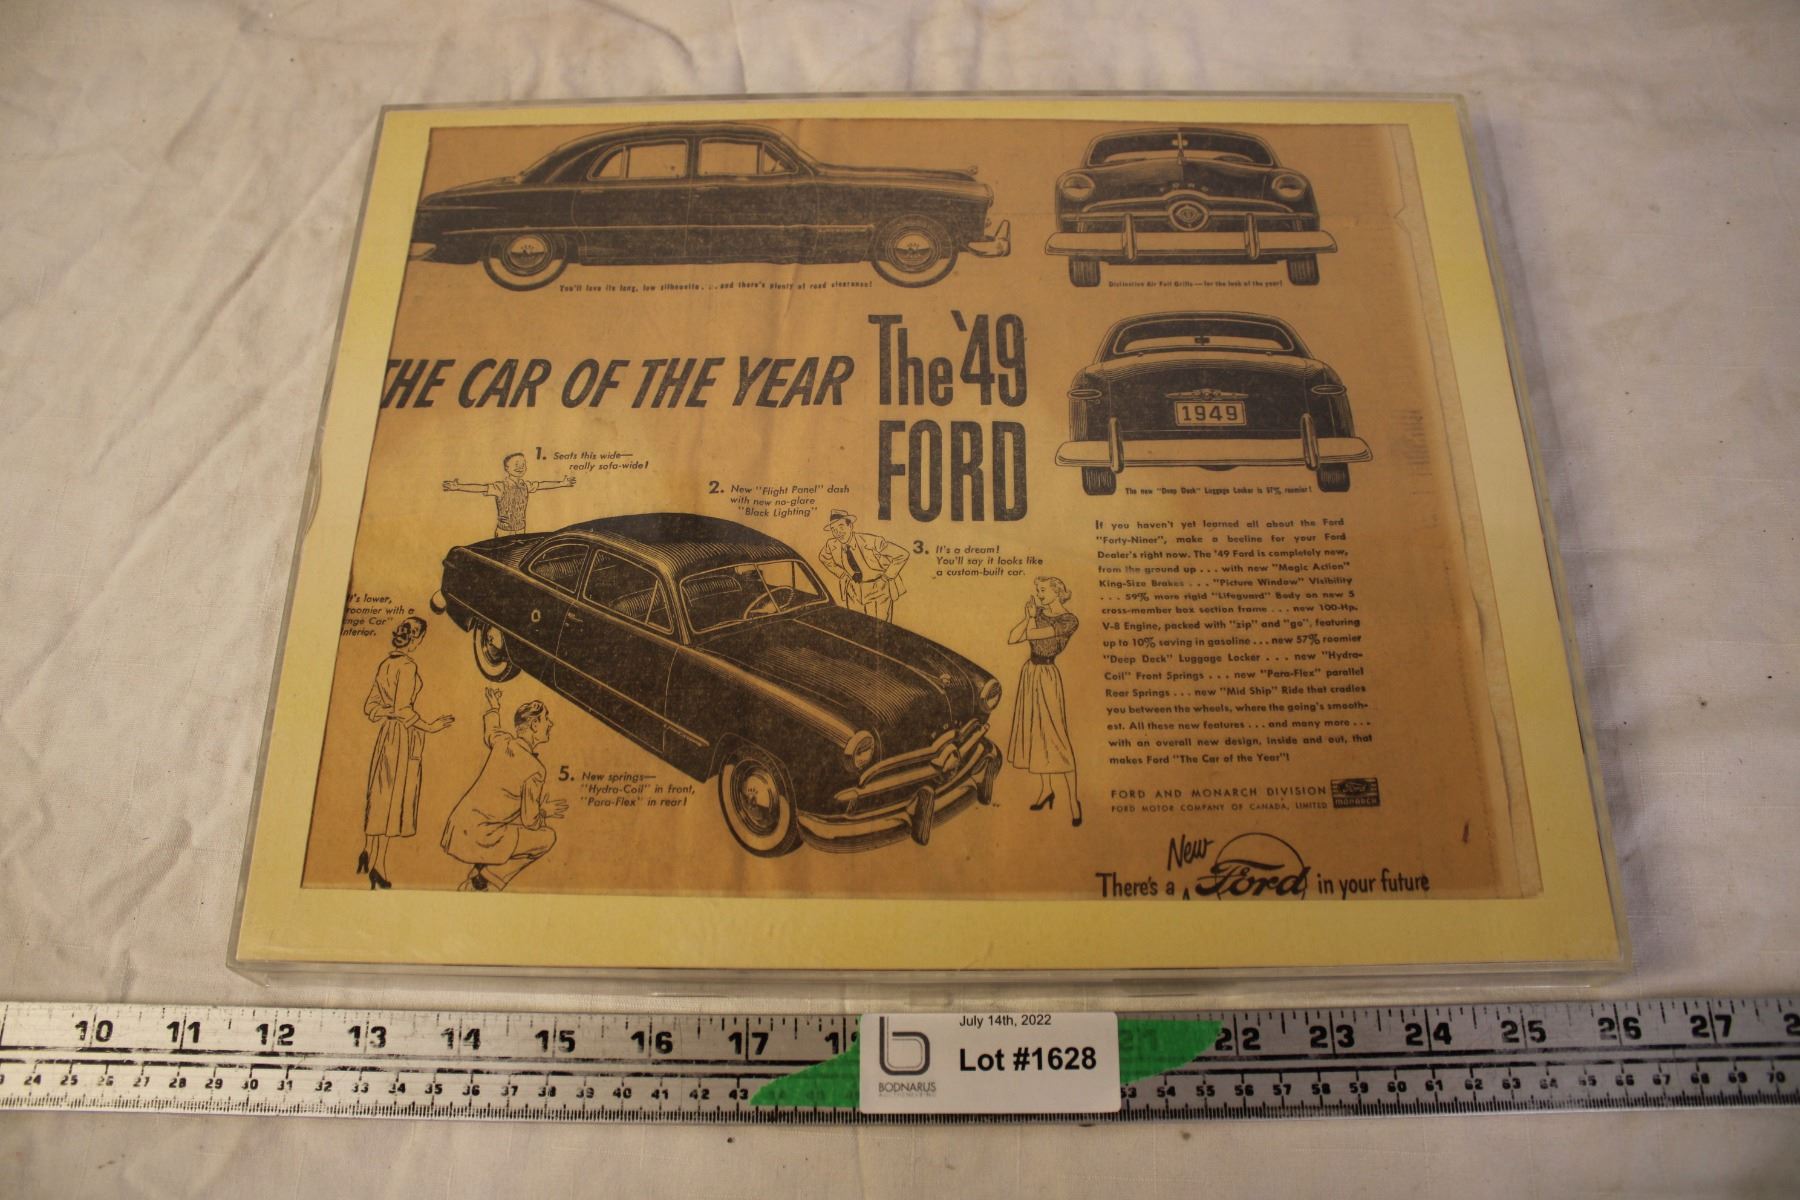 You'll love its long, low silhouette . . . and there's plenty of road clearance!
FORD
Distinctive Air Foil Grille — for the look of the year!
THE CAR OF THE YEAR
The '49
FORD
1949
The new "Deep Deck" Luggage Locker is 57% roomier!
1. Seats this wide—
really sofa-wide!
2. New "Flight Panel" dash
with new no-glare
"Black Lighting"
3. It's a dream!
You'll say it looks like
a custom-built car.
It's lower,
roomier with a
nge Car"
interior.
5. New springs—
"Hydra-Coil" in front,
"Para-Flex" in rear!
If you haven't yet learned all about the Ford
"Forty-Niner", make a beeline for your Ford
Dealer's right now. The '49 Ford is completely new,
from the ground up . . . with new "Magic Action"
King-Size Brakes . . . "Picture Window" Visibility
. . . 59% more rigid "Lifeguard" Body on new 5
cross-member box section frame . . . new 100-Hp.
V-8 Engine, packed with "zip" and "go", featuring
up to 10% saving in gasoline . . . new 57% roomier
"Deep Deck" Luggage Locker . . . new "Hydra-
Coil" Front Springs . . . new "Para-Flex" parallel
Rear Springs . . . new "Mid Ship" Ride that cradles
you between the wheels, where the going's smooth-
est. All these new features . . . and many more . . .
with an overall new design, inside and out, that
makes Ford "The Car of the Year"!
FORD AND MONARCH DIVISION
FORD MOTOR COMPANY OF CANADA, LIMITED
Ford
MONARCH
New
There's a Ford in your future
10 11 12 13 14 15 16 17 1 21 22 23 24 25 26 27 2
24 25 26 27 28 29 30 31 32 33 34 35 36 37 38 39 40 41 42 43 53 54 55 56 57 58 59 60 61 62 63 64 65 66 67 68 69 70
July 14th, 2022
Lot #1628
BODNARUS